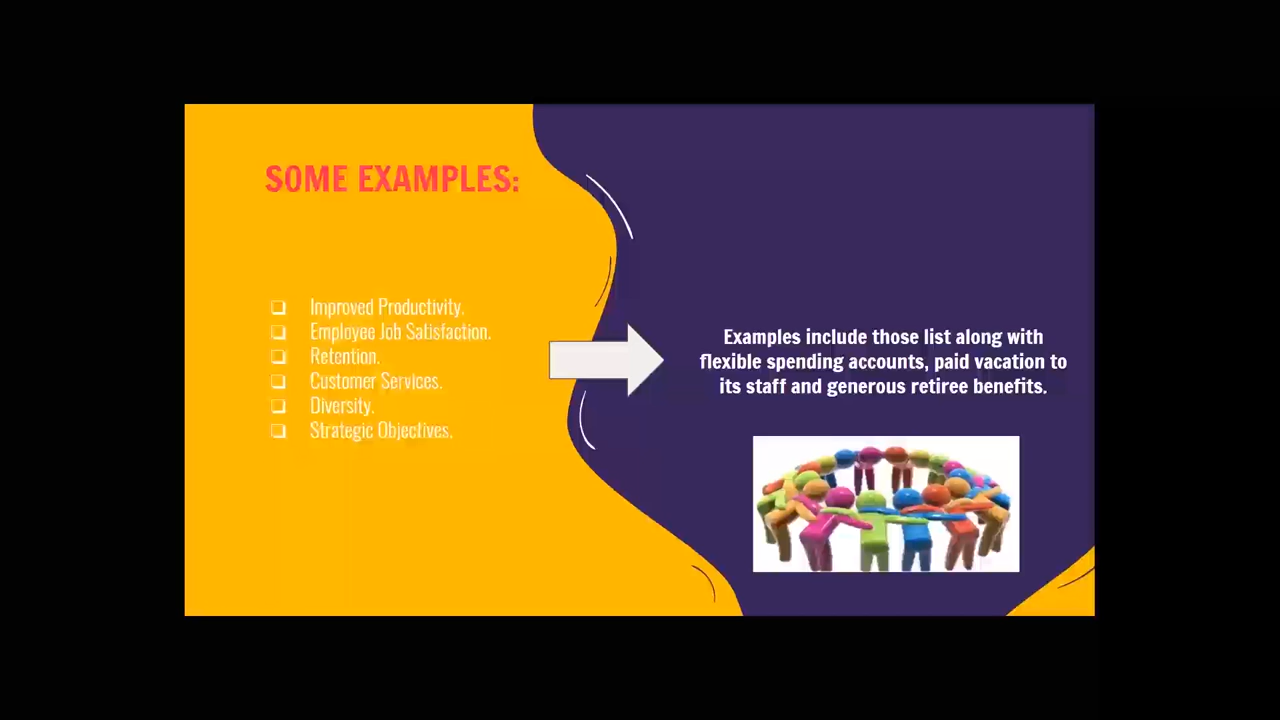 SOME EXAMPLES:
❑ Improved Productivity.
❑ Employee Job Satisfaction.
❑ Retention.
❑ Customer Services.
❑ Diversity.
❑ Strategic Objectives.
Examples include those list along with
flexible spending accounts, paid vacation to
its staff and generous retiree benefits.